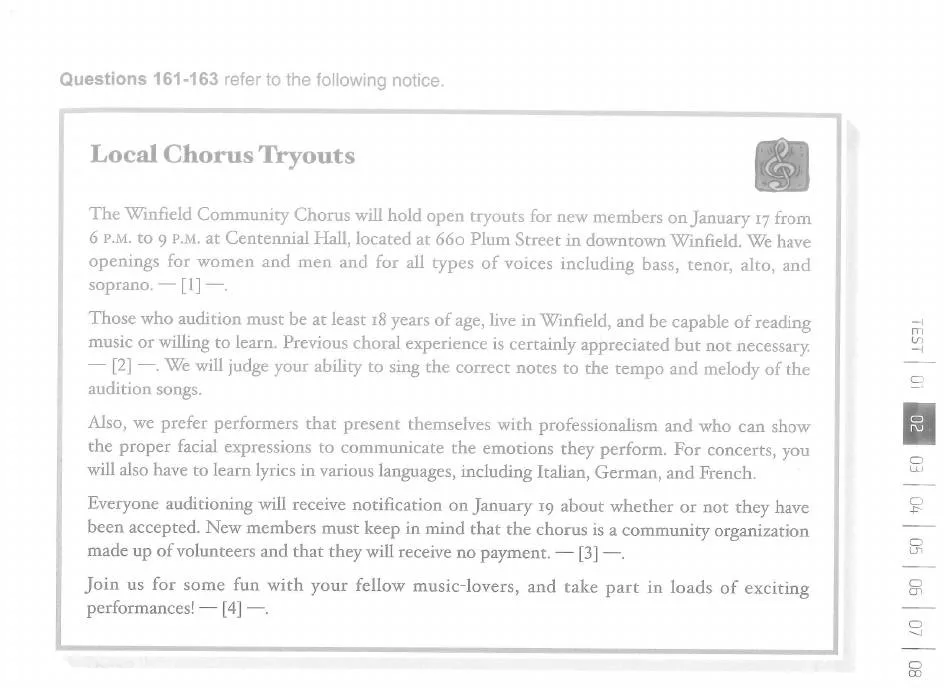 Questions 161-163 refer to the following notice.
Local Chorus Tryouts
The Winfield Community Chorus will hold open tryouts for new members on January 17 from
6 P.M. to 9 P.M. at Centennial Hall, located at 660 Plum Street in downtown Winfield. We have
openings for women and men and for all types of voices including bass, tenor, alto, and
soprano. — [1] —.
Those who audition must be at least 18 years of age, live in Winfield, and be capable of reading
music or willing to learn. Previous choral experience is certainly appreciated but not necessary.
— [2] —. We will judge your ability to sing the correct notes to the tempo and melody of the
audition songs.
Also, we prefer performers that present themselves with professionalism and who can show
the proper facial expressions to communicate the emotions they perform. For concerts, you
will also have to learn lyrics in various languages, including Italian, German, and French.
Everyone auditioning will receive notification on January 19 about whether or not they have
been accepted. New members must keep in mind that the chorus is a community organization
made up of volunteers and that they will receive no payment. — [3] —.
Join us for some fun with your fellow music-lovers, and take part in loads of exciting
performances! — [4] —.
TEST
01
02
03
04
05
06
07
08